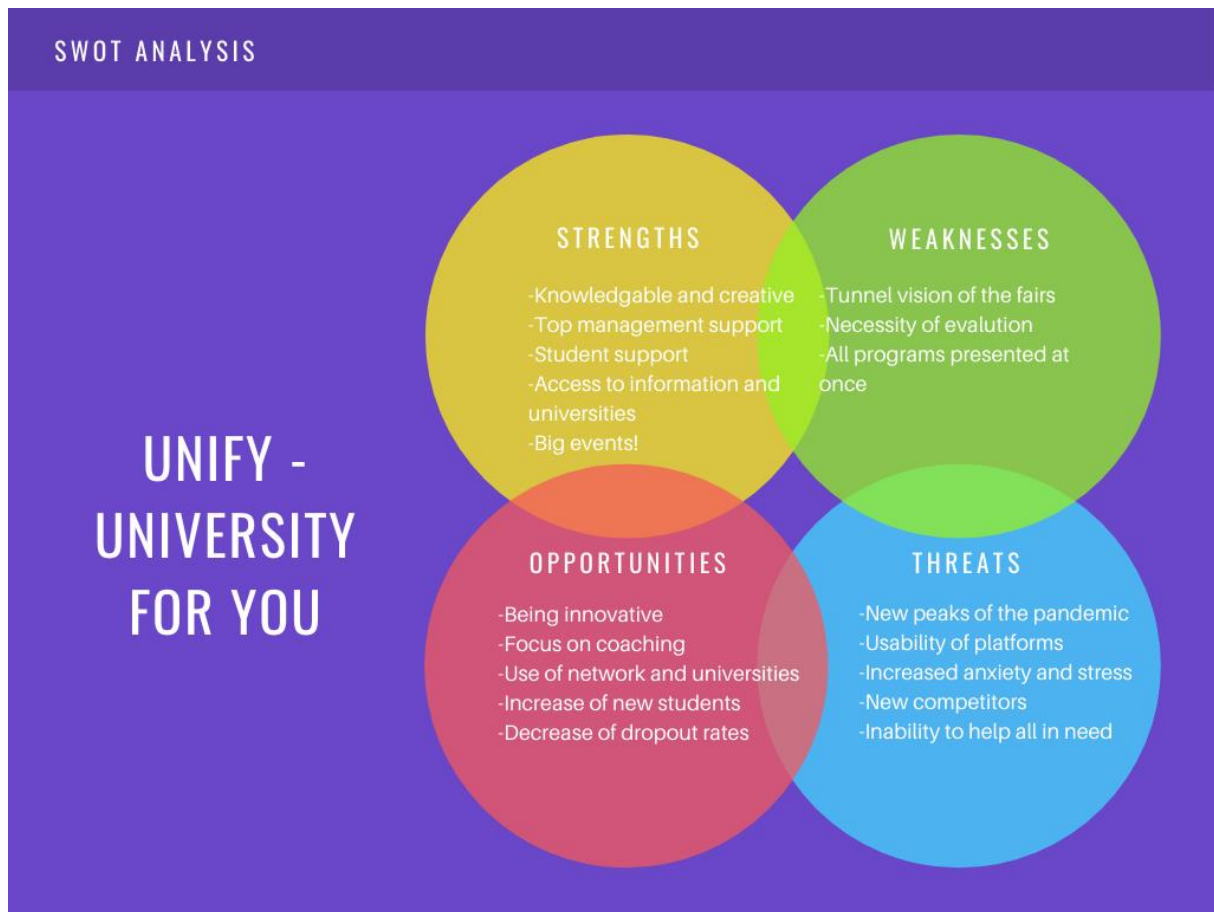 SWOT ANALYSIS
UNIFY -
UNIVERSITY
FOR YOU
STRENGTHS
-Knowledgable and creative
-Top management support
-Student support
-Access to information and
universities
-Big events!
WEAKNESSES
-Tunnel vision of the fairs
-Necessity of evalution
-All programs presented at
once
OPPORTUNITIES
-Being innovative
-Focus on coaching
-Use of network and universities
-Increase of new students
-Decrease of dropout rates
THREATS
-New peaks of the pandemic
-Usability of platforms
-Increased anxiety and stress
-New competitors
-Inability to help all in need